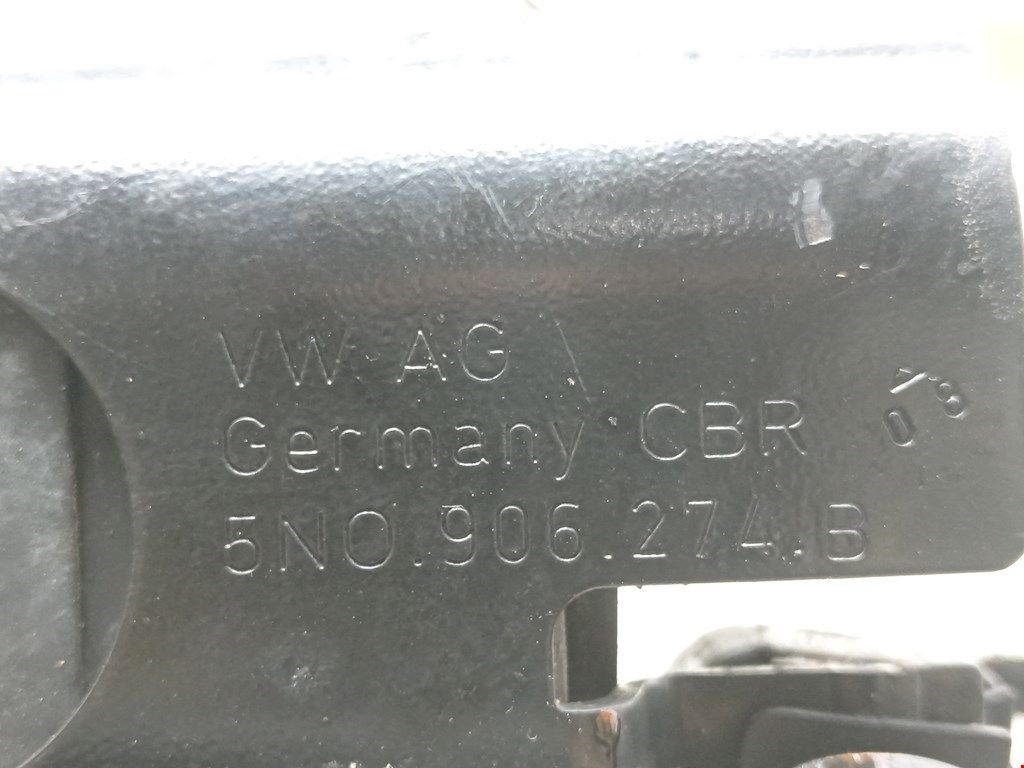 VW AG
Germany CBR
5N0.906.274.B